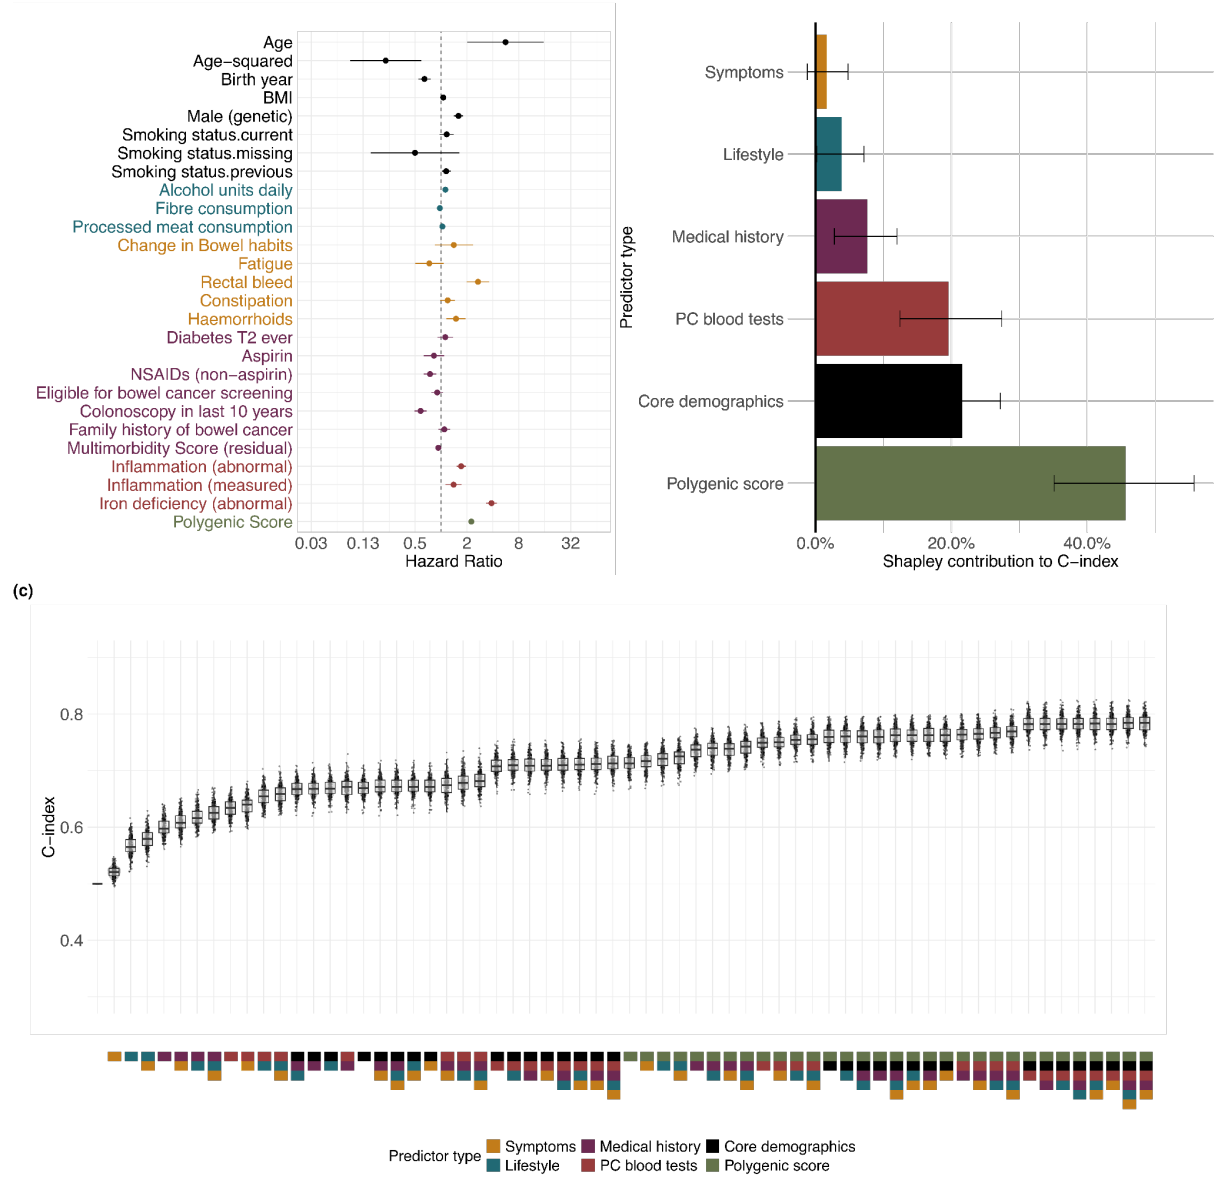 Age
Age−squared
Birth year
BMI
Male (genetic)
Smoking status.current
Smoking status.missing
Smoking status.previous
Alcohol units daily
Fibre consumption
Processed meat consumption
Change in Bowel habits
Fatigue
Rectal bleed
Constipation
Haemorrhoids
Diabetes T2 ever
Aspirin
NSAIDs (non−aspirin)
Eligible for bowel cancer screening
Colonoscopy in last 10 years
Family history of bowel cancer
Multimorbidity Score (residual)
Inflammation (abnormal)
Inflammation (measured)
Iron deficiency (abnormal)
Polygenic Score
0.03 0.13 0.5 2 8 32
Hazard Ratio
Predictor type
Symptoms
Lifestyle
Medical history
PC blood tests
Core demographics
Polygenic score
0.0% 20.0% 40.0%
Shapley contribution to C−index
(c)
C−index
0.8
0.6
0.4
Predictor type
Symptoms Medical history Core demographics
Lifestyle PC blood tests Polygenic score